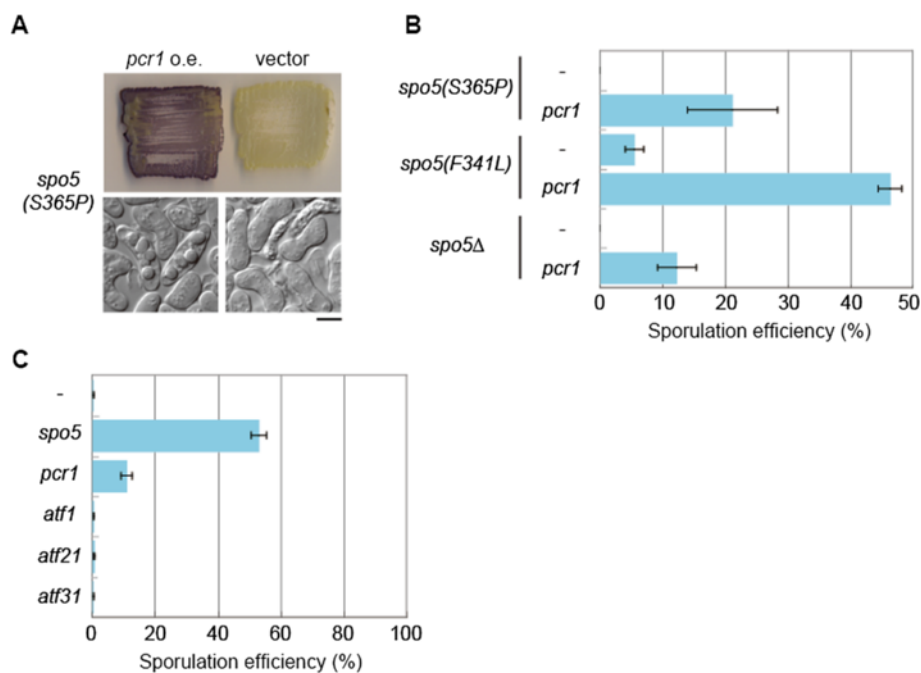 A
pcr1 o.e. vector
spo5
(S365P)
B
spo5(S365P)
-
pcr1
spo5(F341L)
-
pcr1
spo5Δ
-
pcr1
0 10 20 30 40 50
Sporulation efficiency (%)
C
-
spo5
pcr1
atf1
atf21
atf31
0 20 40 60 80 100
Sporulation efficiency (%)